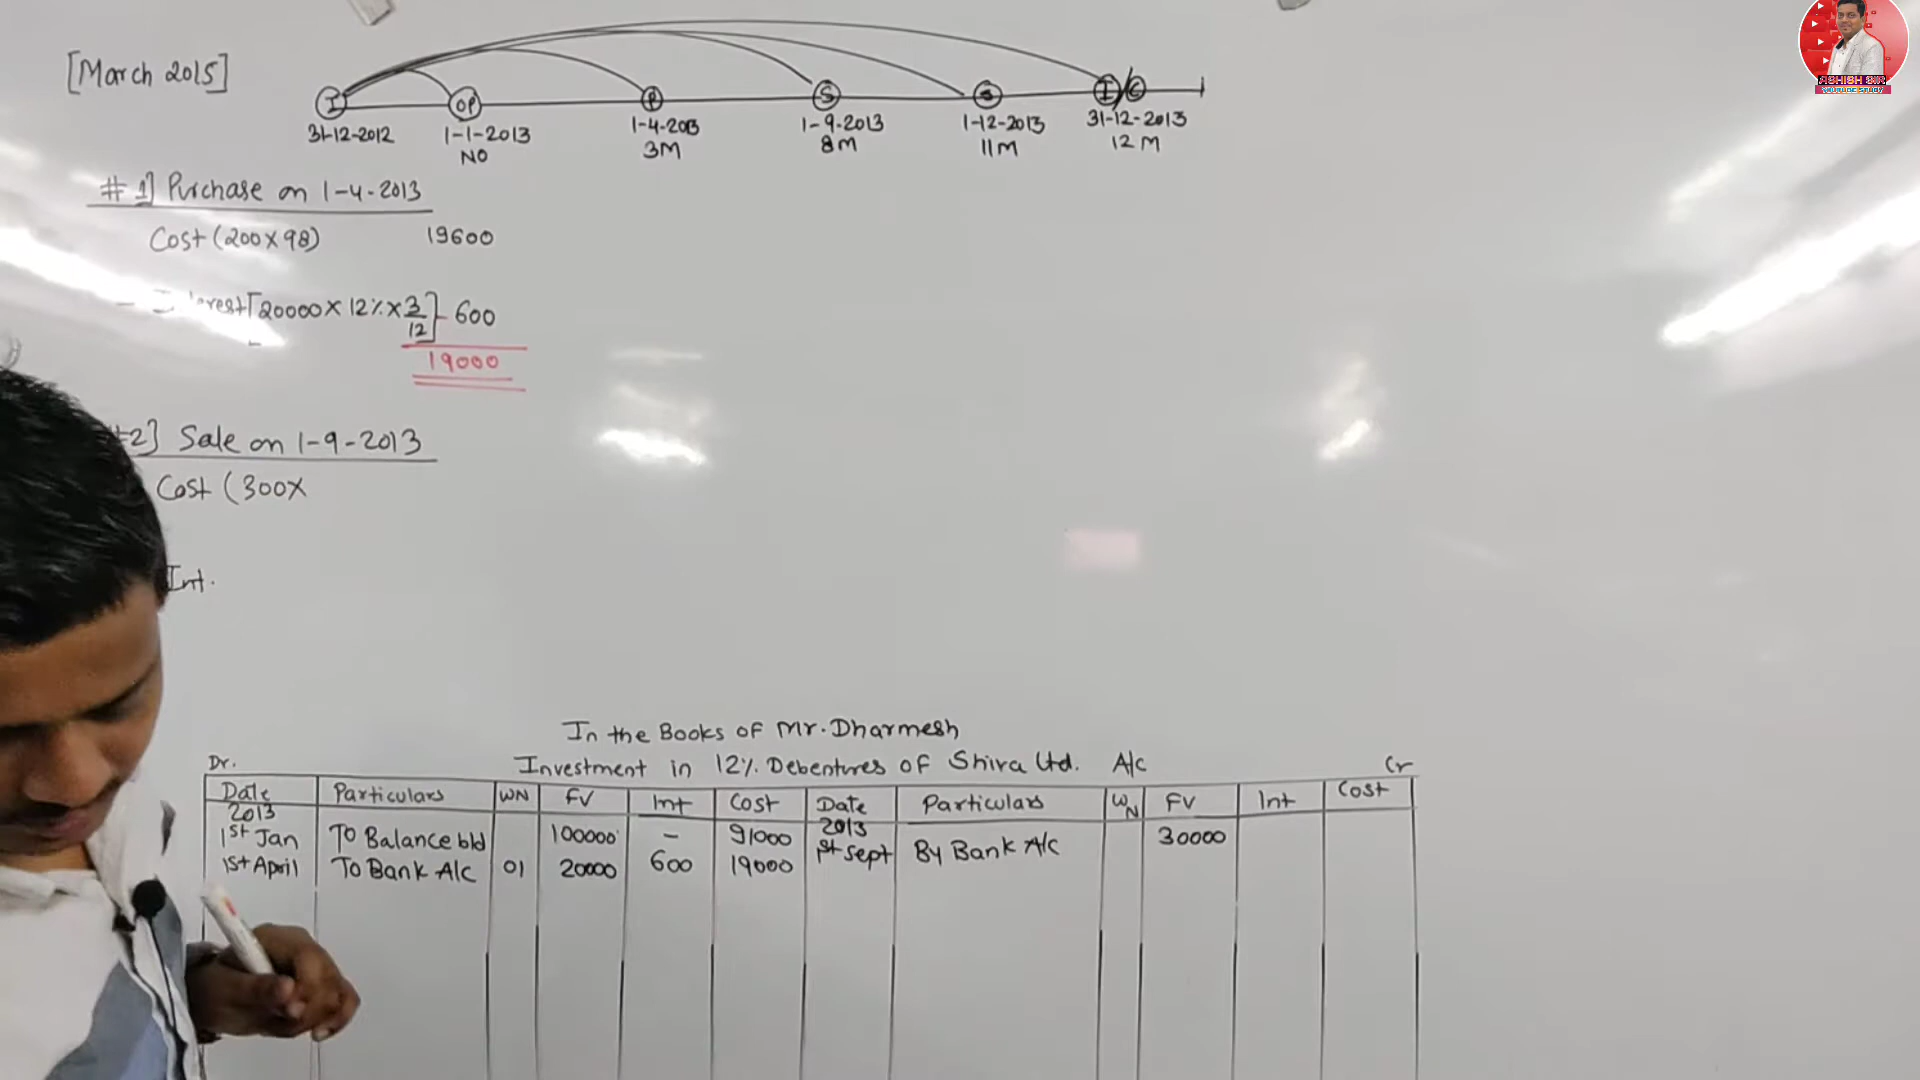 [March 2015]
I OP P S S I C
31-12-2012 1-1-2013 1-4-2013 1-9-2013 1-12-2013 31-12-2013
NO 3M 8M 11M 12 M
# 1] Purchase on 1-4-2013
Cost (200×98) 19600
[20000 × 12% × 3/12] - 600
19000
2] Sale on 1-9-2013
Cost (300×
Int.
In the Books of Mr. Dharmesh
Dr. Investment in 12% Debentures of Shiva Ltd. A/c Cr
Date Particulars WN FV Int Cost Date Particulars WN FV Int Cost
2013 2013
1st Jan To Balance b/d 100000 - 91000 1st Sept By Bank A/c 30000
1st April To Bank A/c 01 20000 600 19000
ASHISH SIR
YOUTUBE STUDY